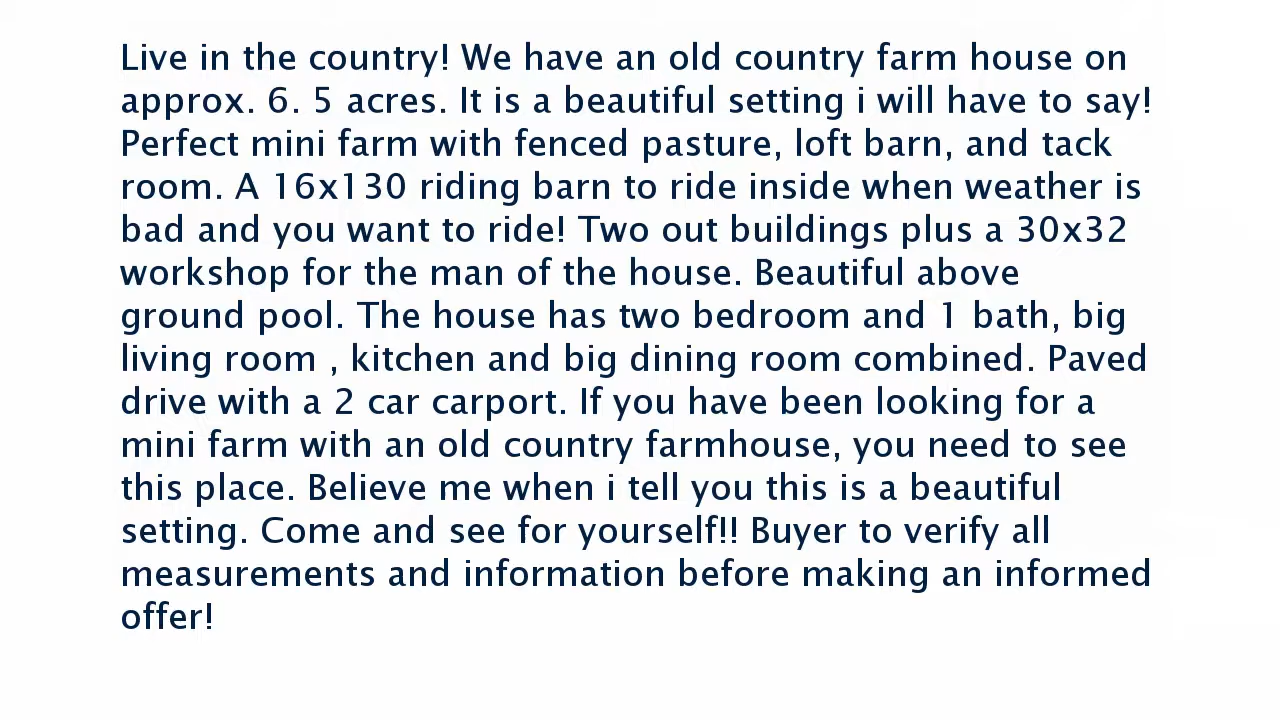 Live in the country! We have an old country farm house on
approx. 6. 5 acres. It is a beautiful setting i will have to say!
Perfect mini farm with fenced pasture, loft barn, and tack
room. A 16x130 riding barn to ride inside when weather is
bad and you want to ride! Two out buildings plus a 30x32
workshop for the man of the house. Beautiful above
ground pool. The house has two bedroom and 1 bath, big
living room , kitchen and big dining room combined. Paved
drive with a 2 car carport. If you have been looking for a
mini farm with an old country farmhouse, you need to see
this place. Believe me when i tell you this is a beautiful
setting. Come and see for yourself!! Buyer to verify all
measurements and information before making an informed
offer!